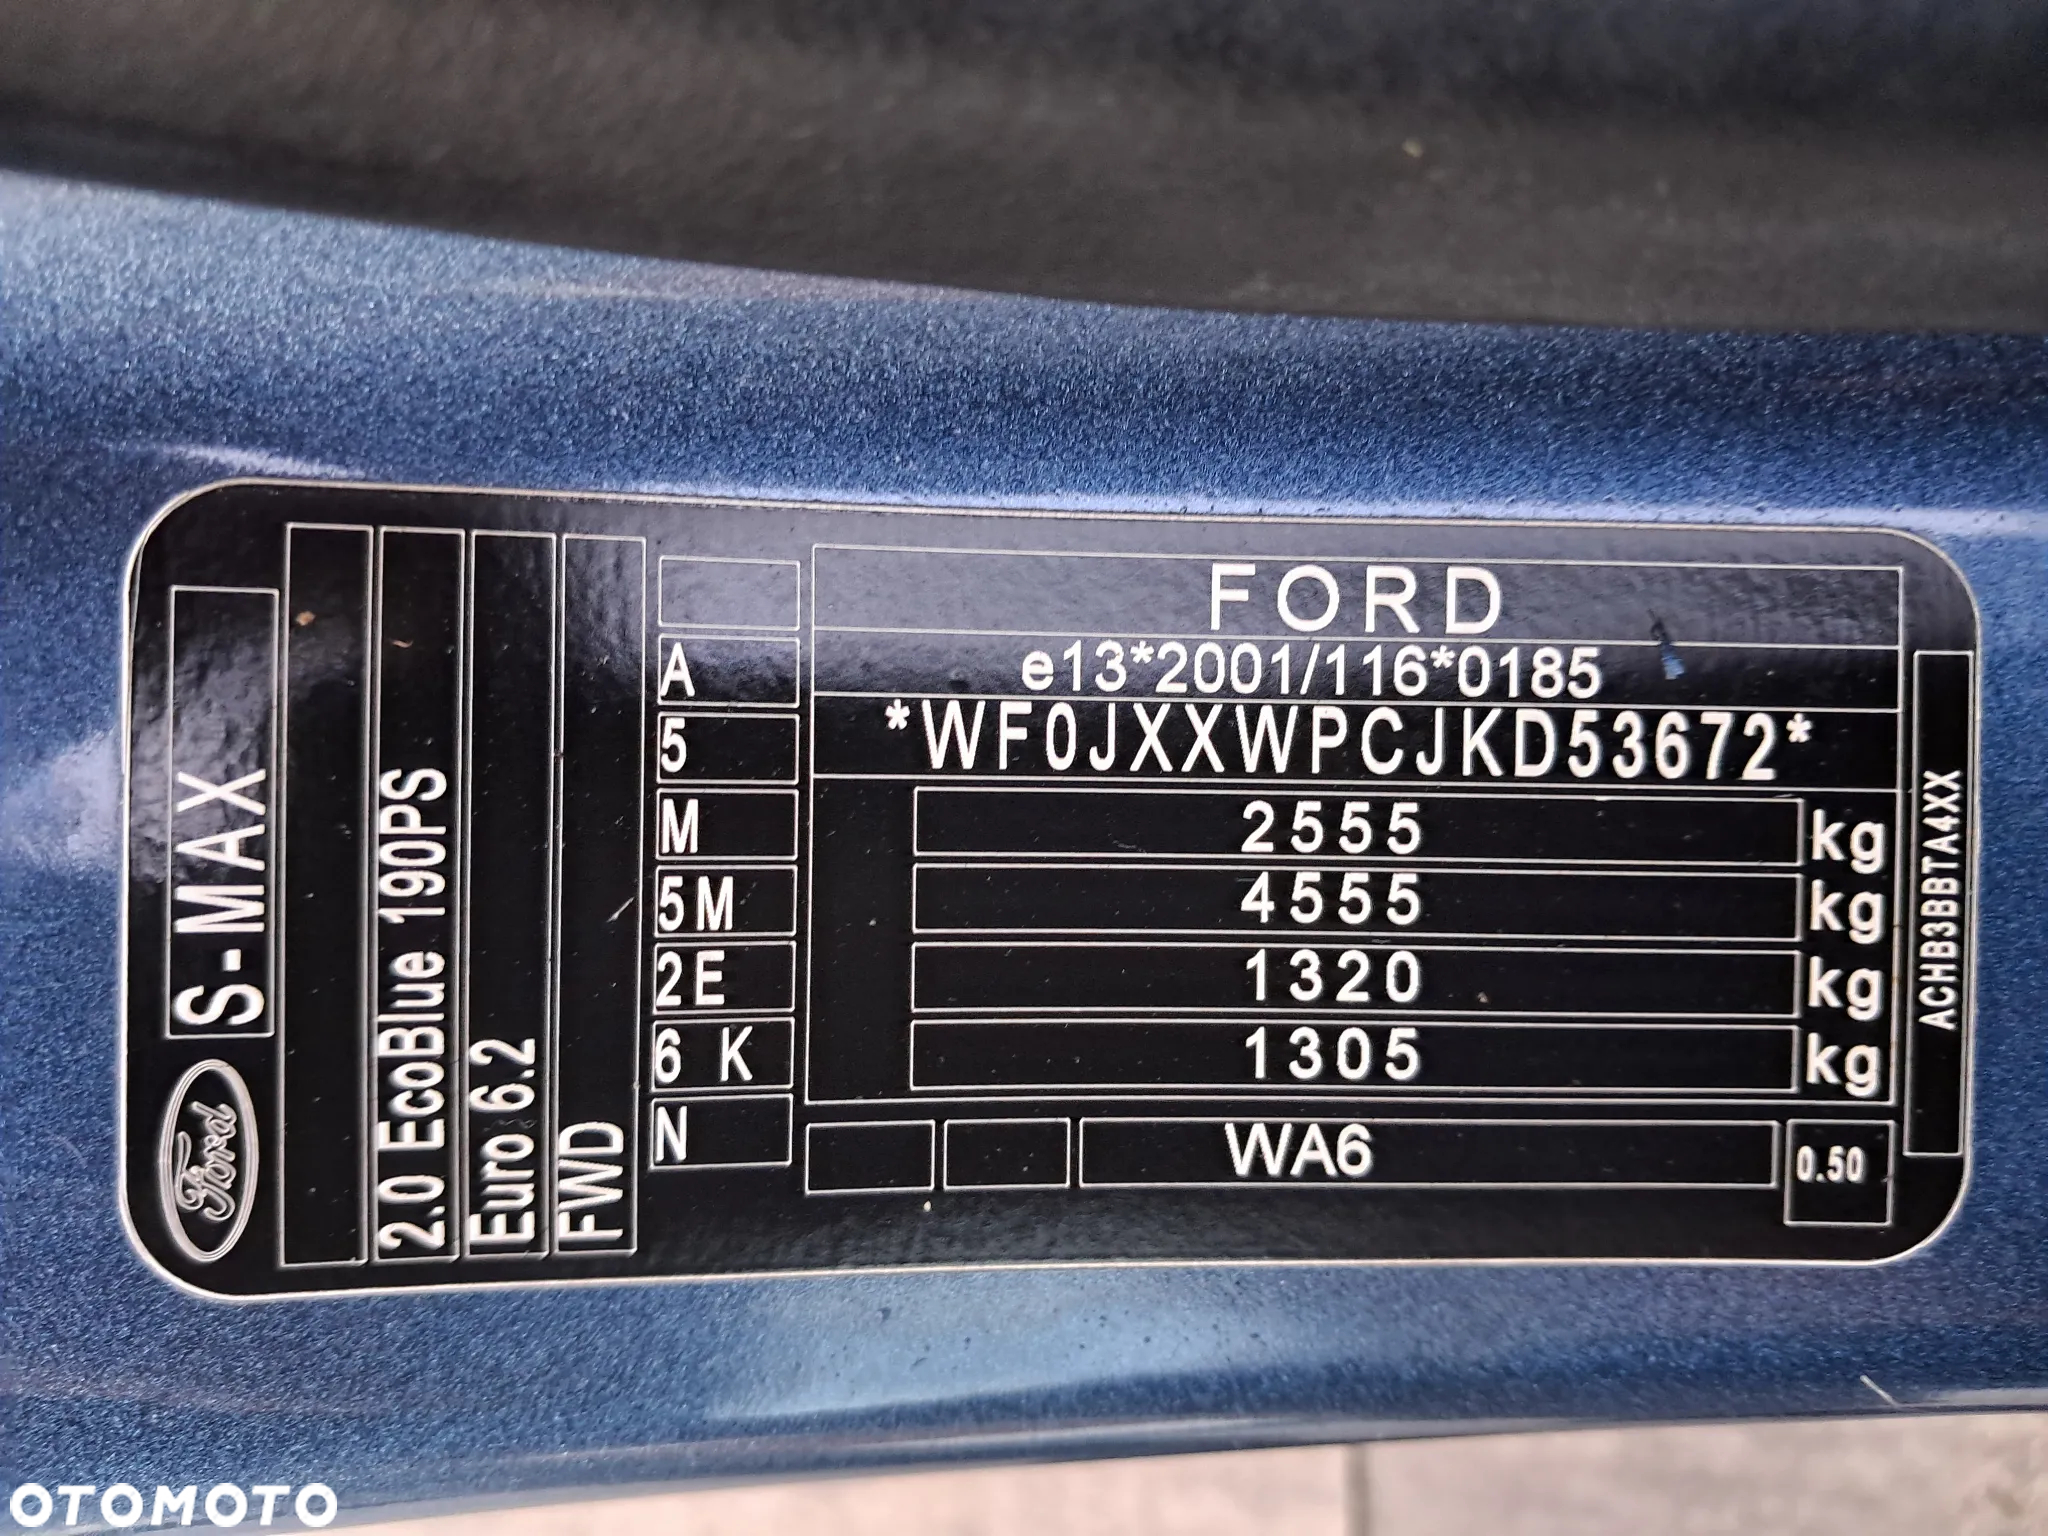 FORD
e13*2001/116*0185
*WF0JXXWPCJKD53672*
2555 kg
4555 kg
1320 kg
1305 kg
WA6
0.50
A
5
M
5M
2E
6 K
N
S-MAX
Ford
2.0 EcoBlue 190PS
Euro 6.2
FWD
ACHB3BBTA4XX
OTOMOTO